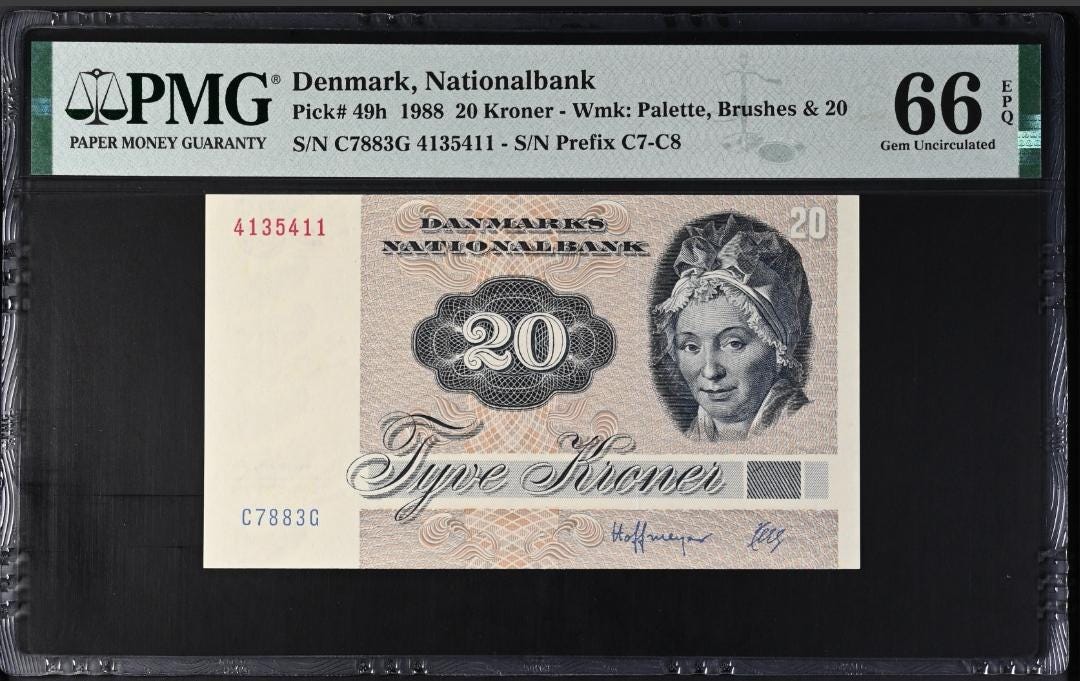 PMG®
PAPER MONEY GUARANTY
Denmark, Nationalbank
Pick# 49h 1988 20 Kroner - Wmk: Palette, Brushes & 20
S/N C7883G 4135411 - S/N Prefix C7-C8
66
EPQ
Gem Uncirculated
4135411
DANMARKS
NATIONALBANK
20
20
Tyve Kroner
C7883G
Hoffmeyer